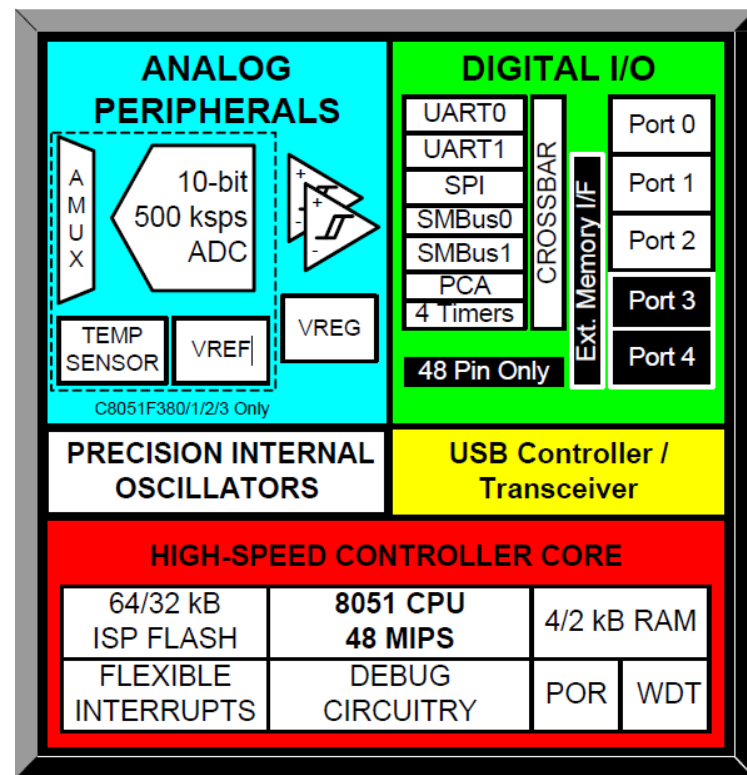 ANALOG
PERIPHERALS
A
M
U
X
10-bit
500 ksps
ADC
+
-
+
-
TEMP
SENSOR
VREF
VREG
C8051F380/1/2/3 Only
DIGITAL I/O
UART0
UART1
SPI
SMBus0
SMBus1
PCA
4 Timers
CROSSBAR
Ext. Memory I/F
Port 0
Port 1
Port 2
Port 3
Port 4
48 Pin Only
PRECISION INTERNAL
OSCILLATORS
USB Controller /
Transceiver
HIGH-SPEED CONTROLLER CORE
64/32 kB
ISP FLASH
8051 CPU
48 MIPS
4/2 kB RAM
FLEXIBLE
INTERRUPTS
DEBUG
CIRCUITRY
POR
WDT